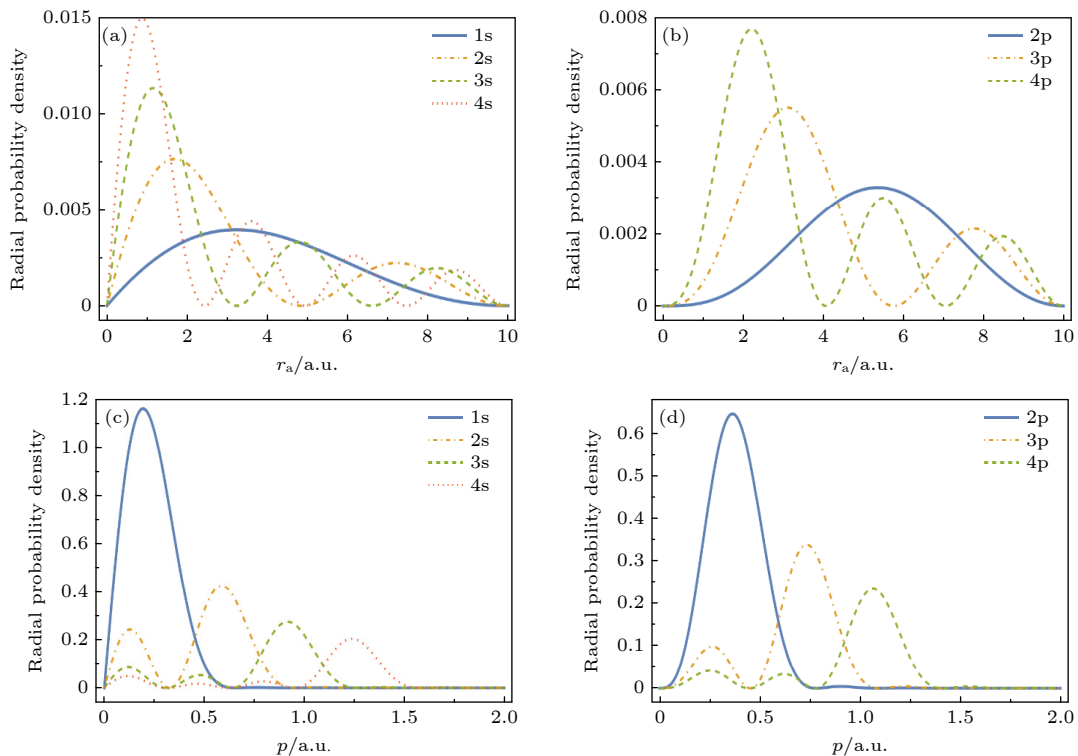 (a)
1s
2s
3s
4s
0.015
0.010
0.005
0
Radial probability density
0 2 4 6 8 10
rₐ/a.u.
(b)
2p
3p
4p
0.008
0.006
0.004
0.002
0
Radial probability density
0 2 4 6 8 10
rₐ/a.u.
(c)
1s
2s
3s
4s
1.2
1.0
0.8
0.6
0.4
0.2
0
Radial probability density
0 0.5 1.0 1.5 2.0
p/a.u.
(d)
2p
3p
4p
0.6
0.5
0.4
0.3
0.2
0.1
0
Radial probability density
0 0.5 1.0 1.5 2.0
p/a.u.